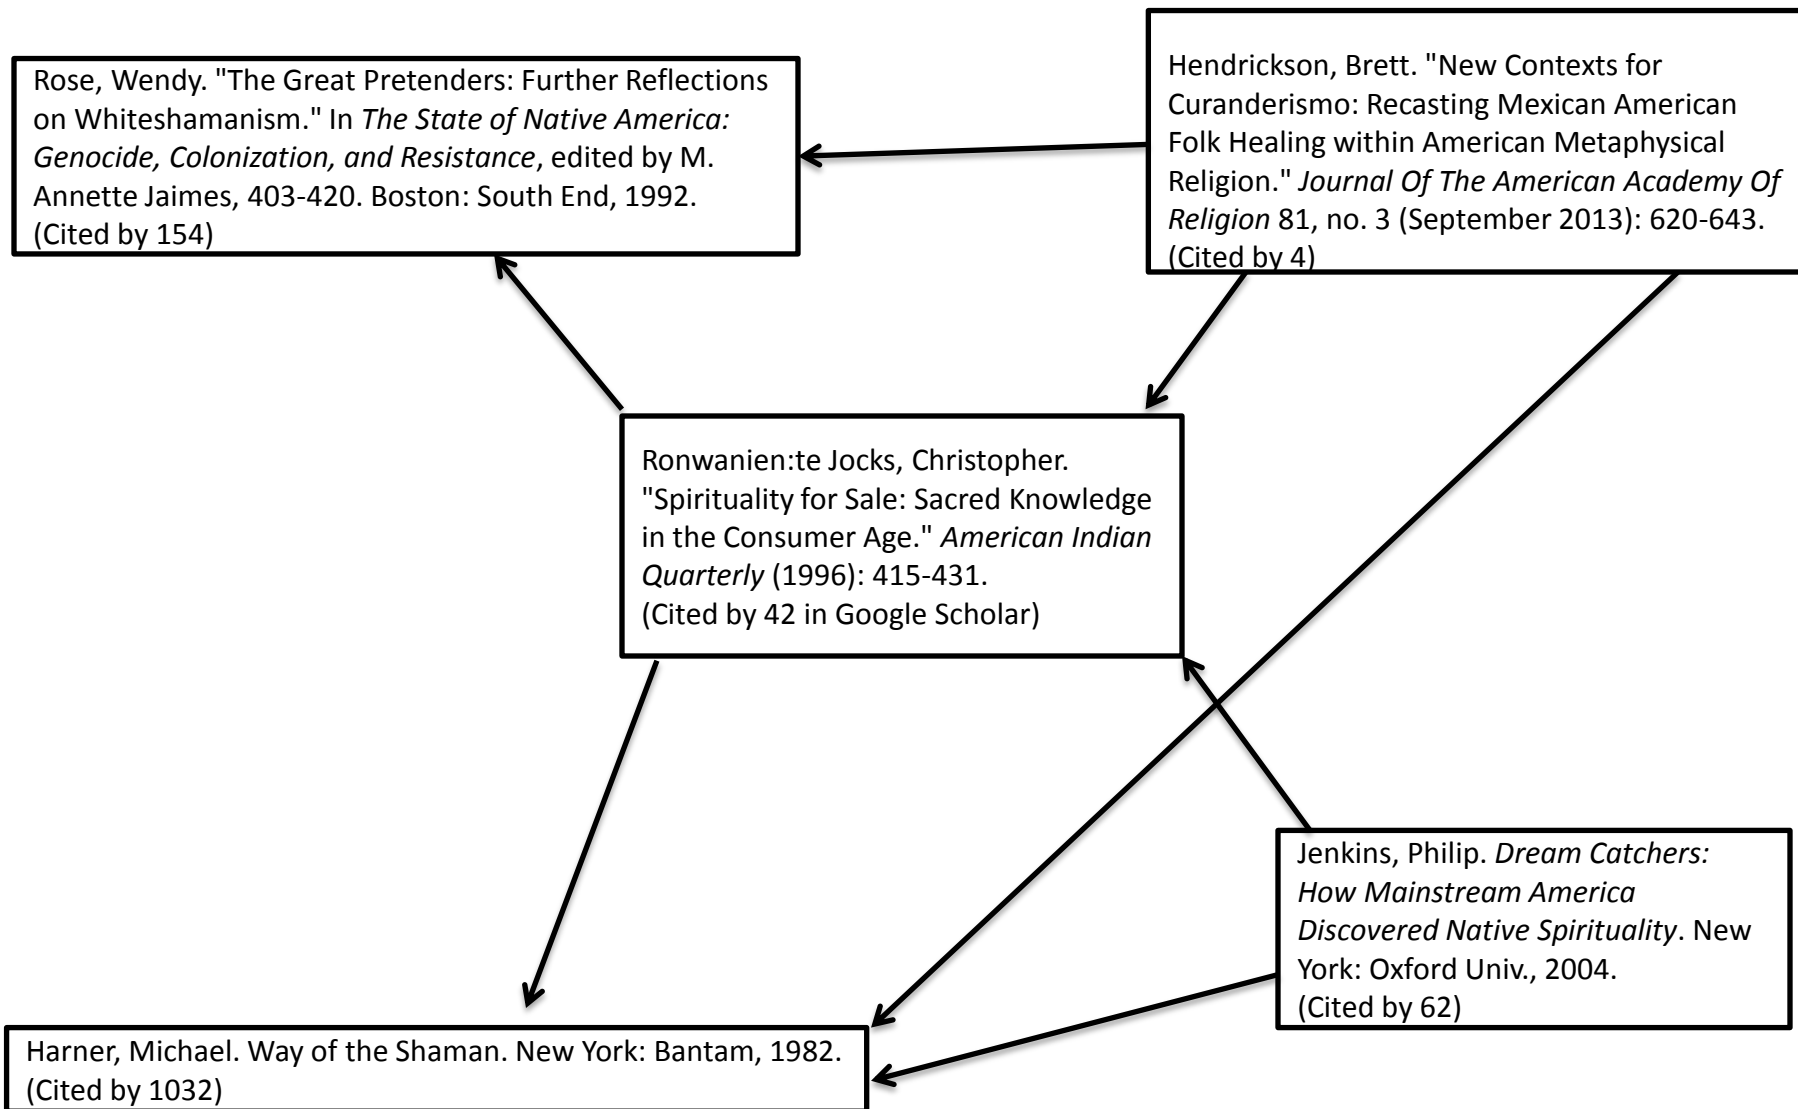 Rose, Wendy. "The Great Pretenders: Further Reflections
on Whiteshamanism." In The State of Native America:
Genocide, Colonization, and Resistance, edited by M.
Annette Jaimes, 403-420. Boston: South End, 1992.
(Cited by 154)
Hendrickson, Brett. "New Contexts for
Curanderismo: Recasting Mexican American
Folk Healing within American Metaphysical
Religion." Journal Of The American Academy Of
Religion 81, no. 3 (September 2013): 620-643.
(Cited by 4)
Ronwanien:te Jocks, Christopher.
"Spirituality for Sale: Sacred Knowledge
in the Consumer Age." American Indian
Quarterly (1996): 415-431.
(Cited by 42 in Google Scholar)
Jenkins, Philip. Dream Catchers:
How Mainstream America
Discovered Native Spirituality. New
York: Oxford Univ., 2004.
(Cited by 62)
Harner, Michael. Way of the Shaman. New York: Bantam, 1982.
(Cited by 1032)